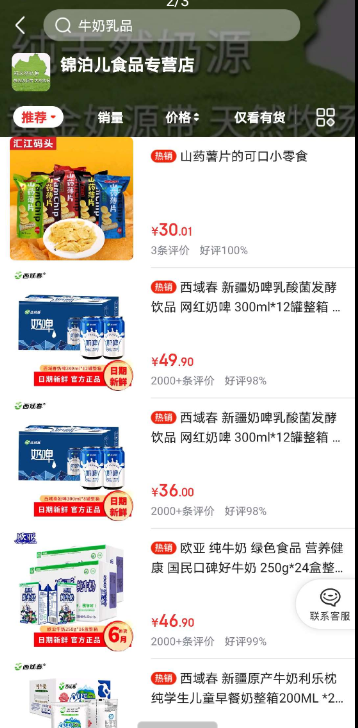 2/3
牛奶乳品
锦泊儿食品专营店
推荐
销量
价格
仅看有货
汇江码头
热销 山药薯片的可口小零食
¥30.01
3条评价 好评100%
西域春
奶啤
日期新鲜 官方正品
日期
新鲜
热销 西域春 新疆奶啤乳酸菌发酵
饮品 网红奶啤 300ml*12罐整箱 ...
¥49.90
2000+条评价 好评98%
西域春
奶啤
日期新鲜 官方正品
日期
新鲜
热销 西域春 新疆奶啤乳酸菌发酵
饮品 网红奶啤 300ml*12罐整箱 ...
¥36.00
2000+条评价 好评98%
欧亚
纯牛奶
日期新鲜 官方正品
6个月
热销 欧亚 纯牛奶 绿色食品 营养健
康 国民口碑好牛奶 250g*24盒整...
¥46.90
2000+条评价 好评99%
联系客服
西域春
热销 西域春 新疆原产牛奶利乐枕
纯学生儿童早餐奶整箱200ML *2...